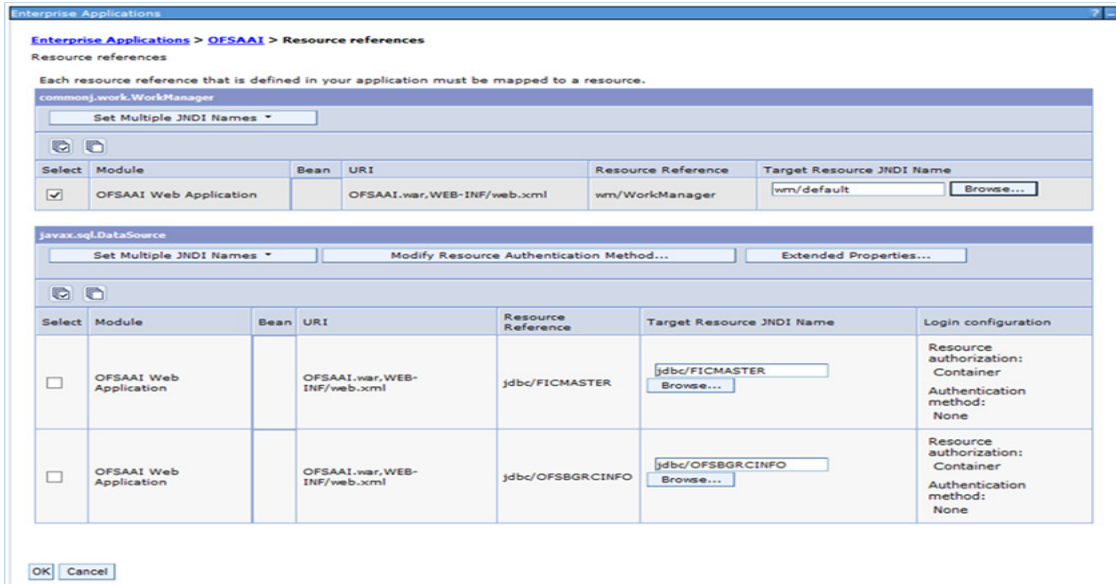 Enterprise Applications ? –
Enterprise Applications > OFSAAI > Resource references
Resource references
Each resource reference that is defined in your application must be mapped to a resource.
commonj.work.WorkManager
Set Multiple JNDI Names
Select Module Bean URI Resource Reference Target Resource JNDI Name
OFSAAI Web Application OFSAAI.war,WEB-INF/web.xml wm/WorkManager wm/default Browse...
javax.sql.DataSource
Set Multiple JNDI Names Modify Resource Authentication Method... Extended Properties...
Select Module Bean URI Resource Reference Target Resource JNDI Name Login configuration
OFSAAI Web
Application
OFSAAI.war,WEB-
INF/web.xml
jdbc/FICMASTER
jdbc/FICMASTER
Browse...
Resource
authorization:
Container
Authentication
method:
None
OFSAAI Web
Application
OFSAAI.war,WEB-
INF/web.xml
jdbc/OFSBGRCINFO
jdbc/OFSBGRCINFO
Browse...
Resource
authorization:
Container
Authentication
method:
None
OK Cancel